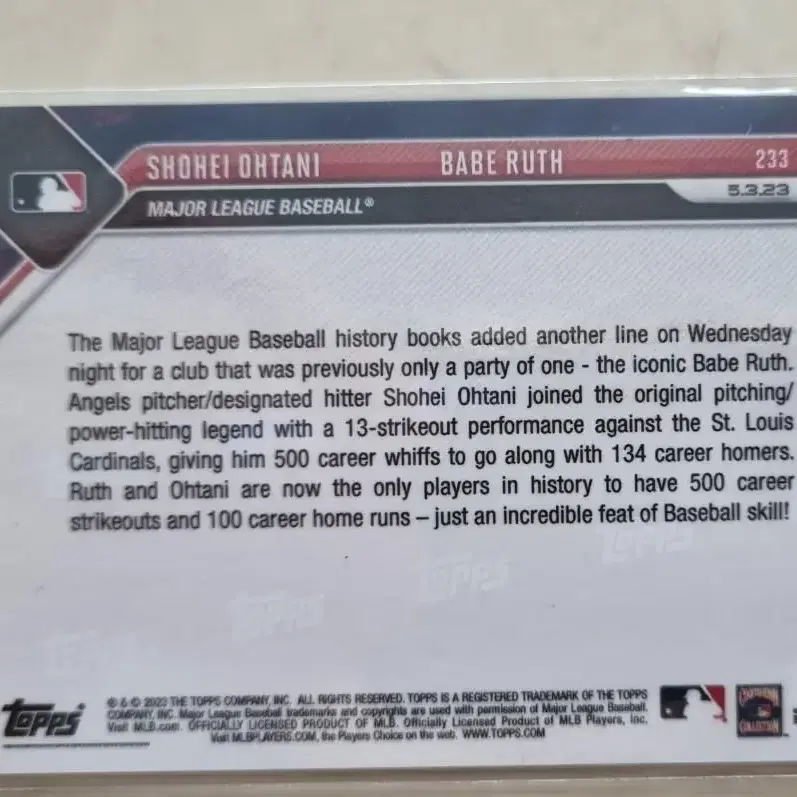 SHOHEI OHTANI BABE RUTH 233
5.3.23
MAJOR LEAGUE BASEBALL®
The Major League Baseball history books added another line on Wednesday
night for a club that was previously only a party of one - the iconic Babe Ruth.
Angels pitcher/designated hitter Shohei Ohtani joined the original pitching/
power-hitting legend with a 13-strikeout performance against the St. Louis
Cardinals, giving him 500 career whiffs to go along with 134 career homers.
Ruth and Ohtani are now the only players in history to have 500 career
strikeouts and 100 career home runs – just an incredible feat of Baseball skill!
TOPPS
TOPPS
TOPPS
TOPPS
Topps
® & © 2023 THE TOPPS COMPANY, INC. ALL RIGHTS RESERVED. TOPPS IS A REGISTERED TRADEMARK OF THE TOPPS
COMPANY, INC. Major League Baseball trademarks and copyrights are used with permission of Major League Baseball.
Visit MLB.com. OFFICIALLY LICENSED PRODUCT OF MLB. Officially Licensed Product of MLB Players, Inc.
Visit MLBPLAYERS.COM, the Players Choice on the web. WWW.TOPPS.COM